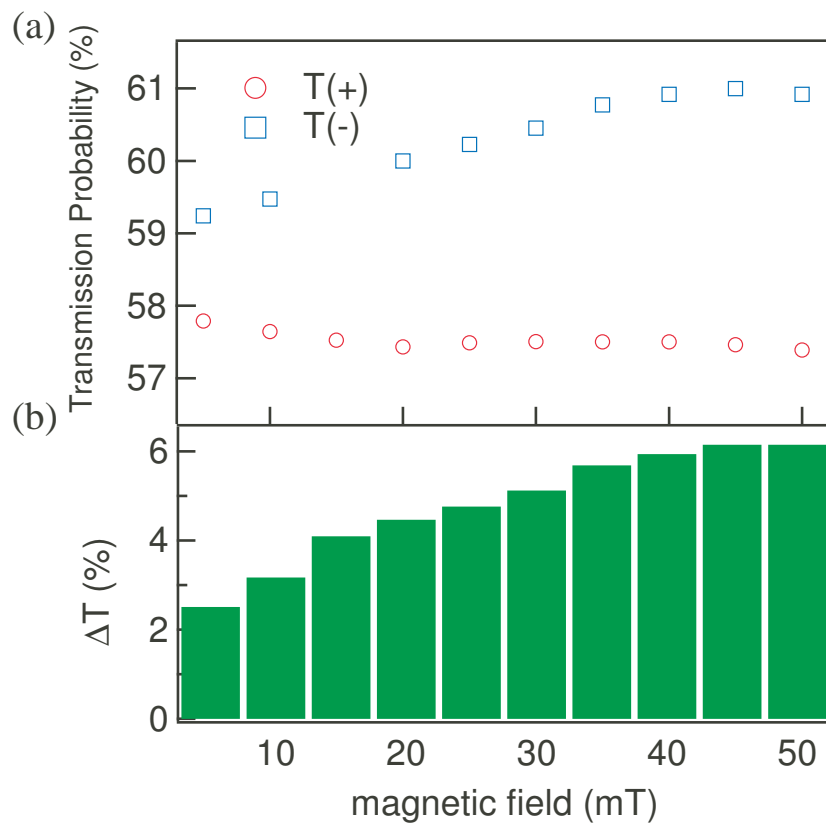 (a)
Transmission Probability (%)
61
60
59
58
57
T(+)
T(-)
(b)
ΔT (%)
6
4
2
0
10 20 30 40 50
magnetic field (mT)